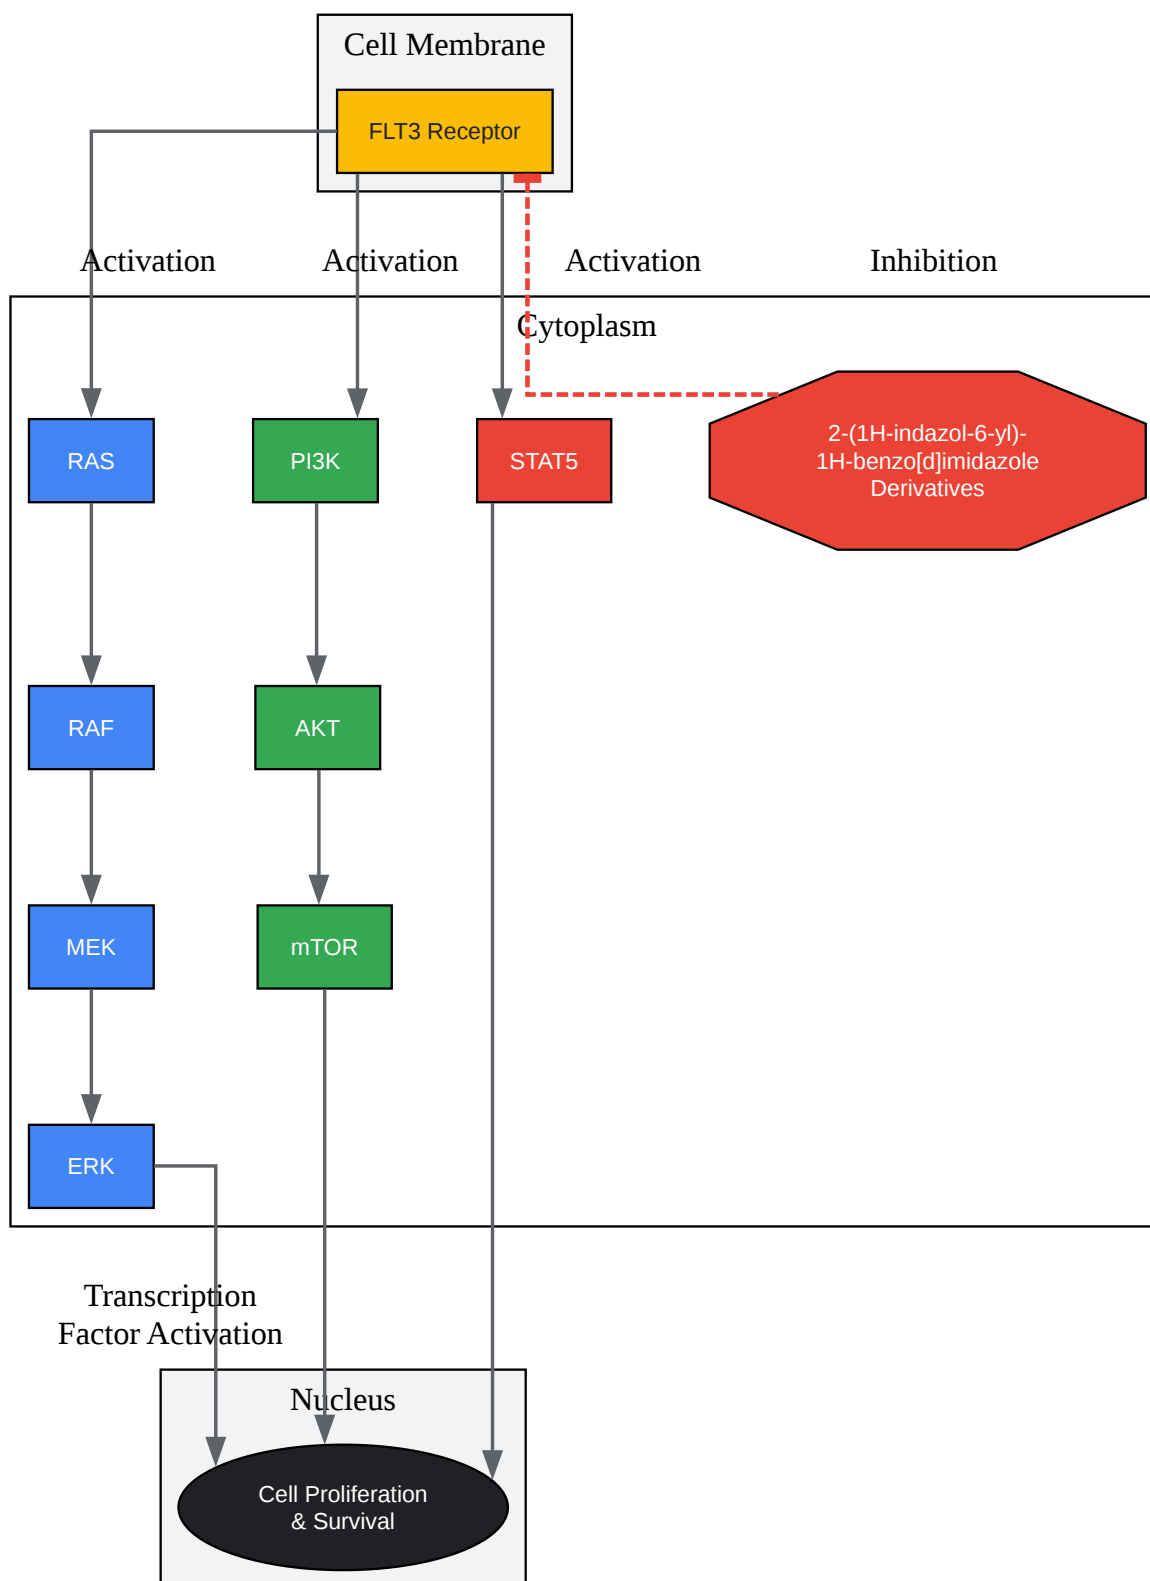 Cell Membrane
FLT3 Receptor
Activation
Activation
Activation
Inhibition
Cytoplasm
RAS
PI3K
STAT5
2-(1H-indazol-6-yl)-
1H-benzo[d]imidazole
Derivatives
RAF
AKT
MEK
mTOR
ERK
Transcription
Factor Activation
Nucleus
Cell Proliferation
& Survival